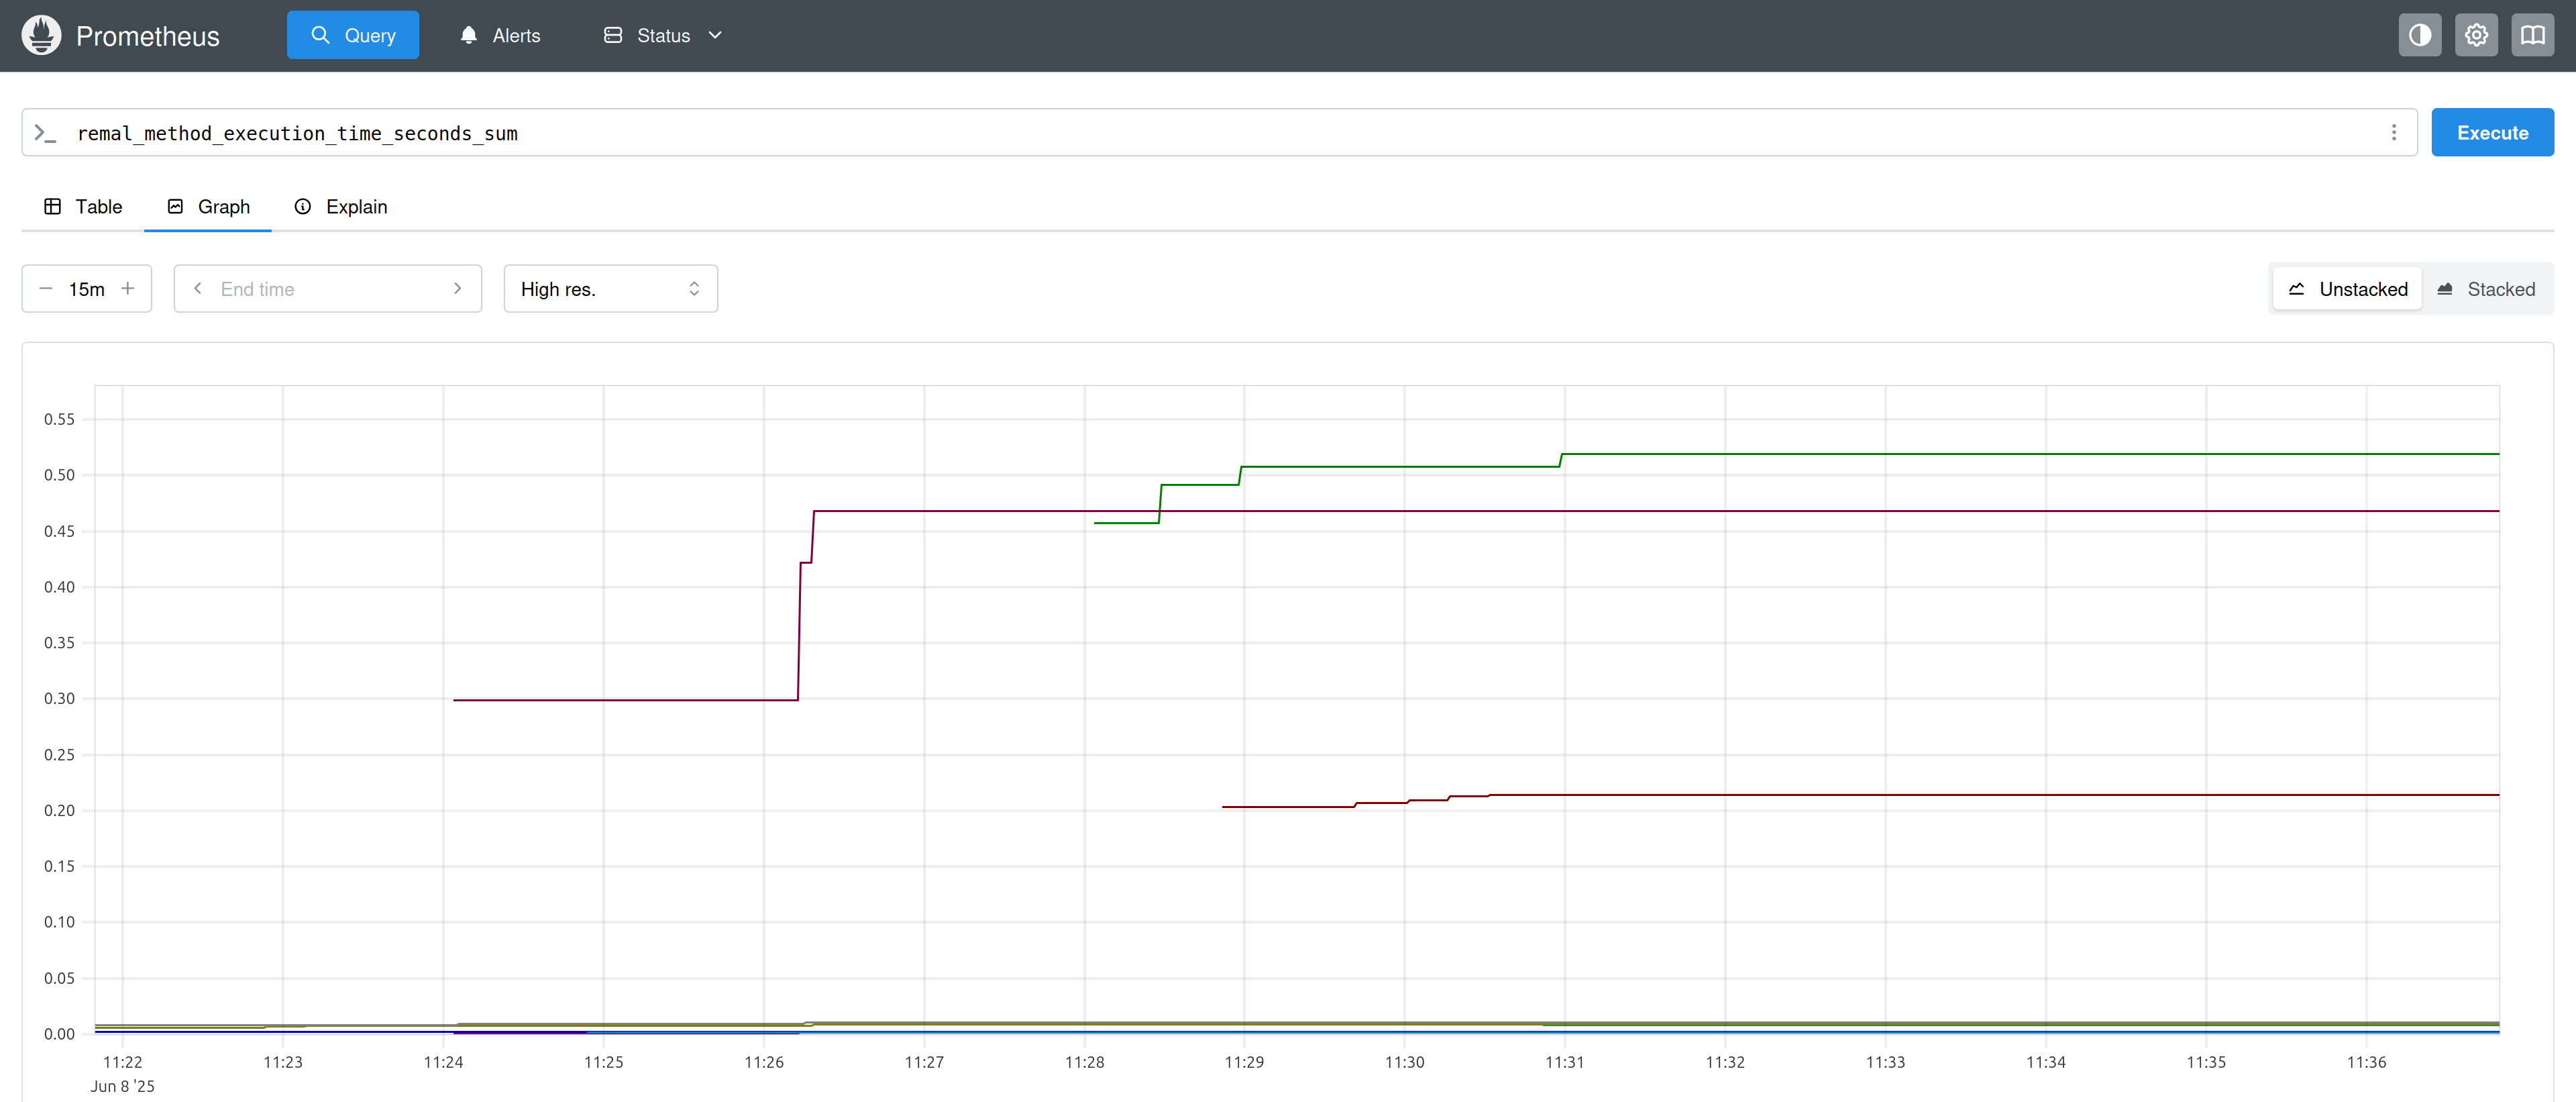 Prometheus
Query
Alerts
Status
remal_method_execution_time_seconds_sum
Execute
Table
Graph
Explain
15m
End time
High res.
Unstacked
Stacked
0.55
0.50
0.45
0.40
0.35
0.30
0.25
0.20
0.15
0.10
0.05
0.00
11:22 11:23 11:24 11:25 11:26 11:27 11:28 11:29 11:30 11:31 11:32 11:33 11:34 11:35 11:36
Jun 8 '25